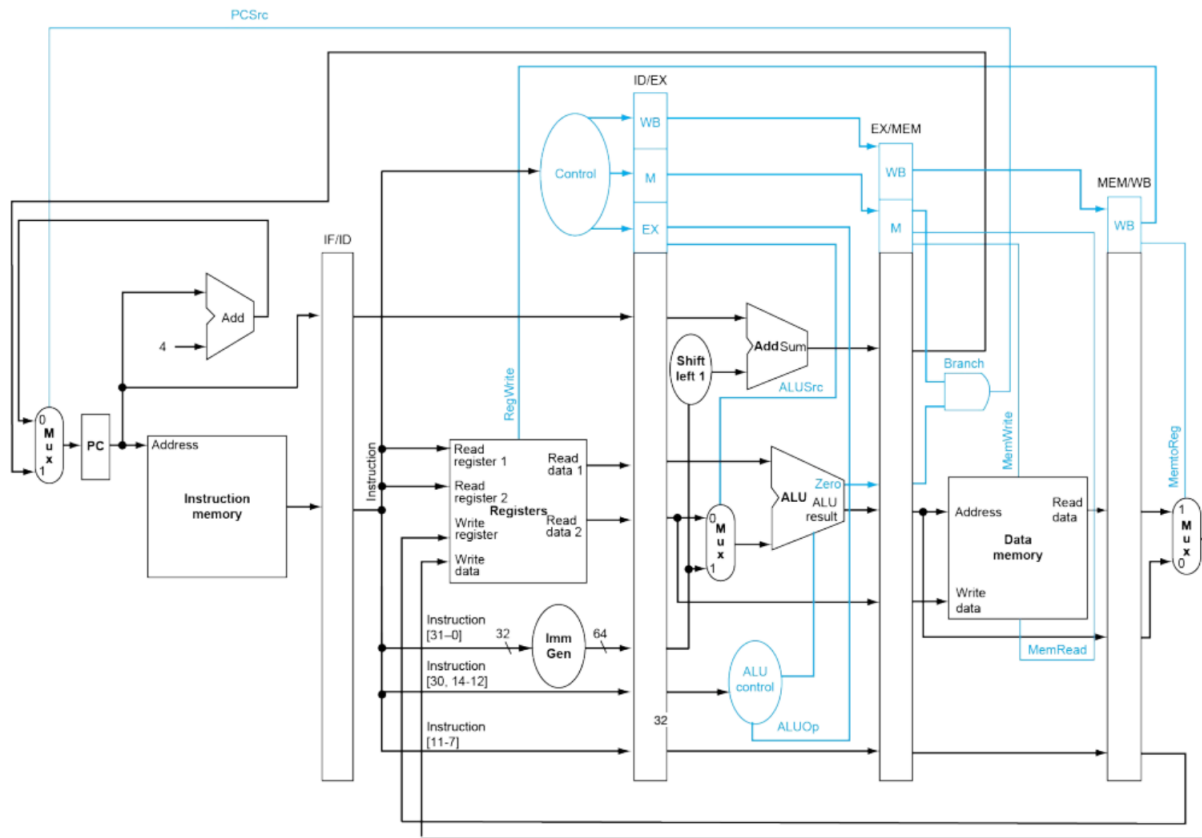 PCSrc
ID/EX
WB
EX/MEM
Control
M
WB
MEM/WB
EX
M
WB
IF/ID
Add
4
Add Sum
Shift
left 1
Branch
ALUSrc
RegWrite
MemWrite
MemtoReg
0
M
u
x
1
PC
Address
Instruction
memory
Instruction
Read
register 1
Read
data 1
Read
register 2
Registers
Write
register
Read
data 2
Write
data
0
M
u
x
1
Zero
ALU
ALU
result
Address
Read
data
Data
memory
Write
data
1
M
u
x
0
MemRead
Instruction
[31–0]
32
Imm
Gen
64
Instruction
[30, 14-12]
ALU
control
32
ALUOp
Instruction
[11-7]